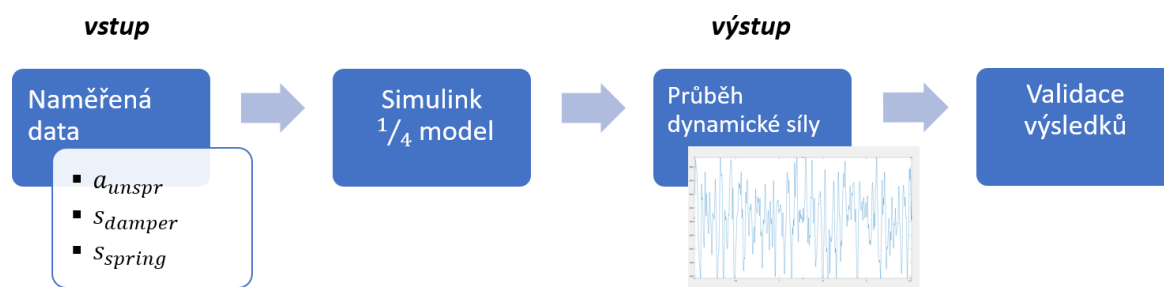 vstup
výstup
Naměřená
data
Simulink
1/4 model
Průběh
dynamické síly
Validace
výsledků
▪ a_unspr
▪ s_damper
▪ s_spring